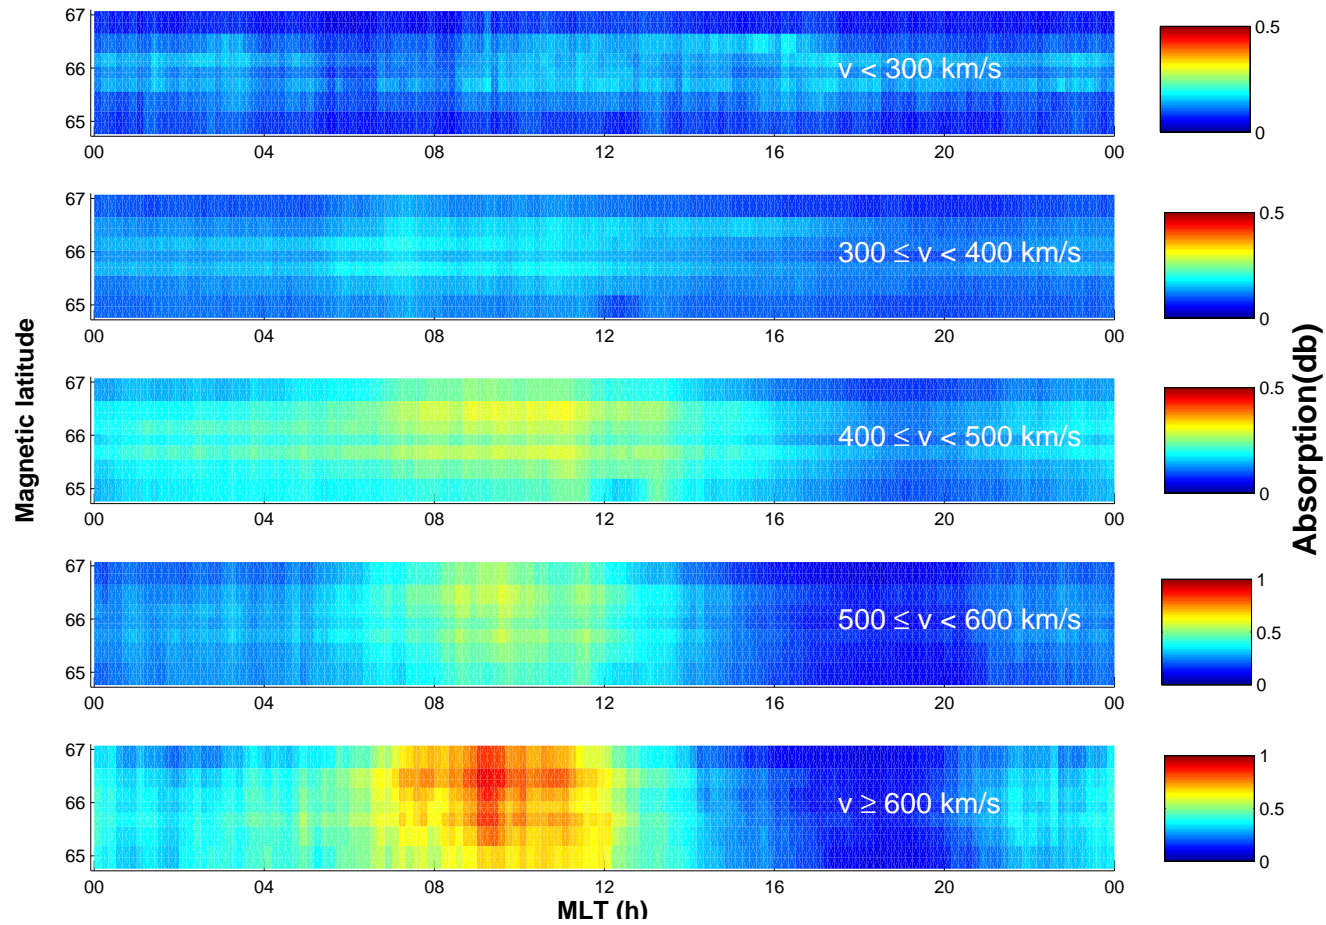 67
66
65
00 04 08 12 16 20 00
v < 300 km/s
0.5
0
67
66
65
00 04 08 12 16 20 00
300 ≤ v < 400 km/s
0.5
0
67
66
65
00 04 08 12 16 20 00
400 ≤ v < 500 km/s
0.5
0
67
66
65
00 04 08 12 16 20 00
500 ≤ v < 600 km/s
1
0.5
0
67
66
65
00 04 08 12 16 20 00
v ≥ 600 km/s
1
0.5
0
MLT (h)
Magnetic latitude
Absorption(db)